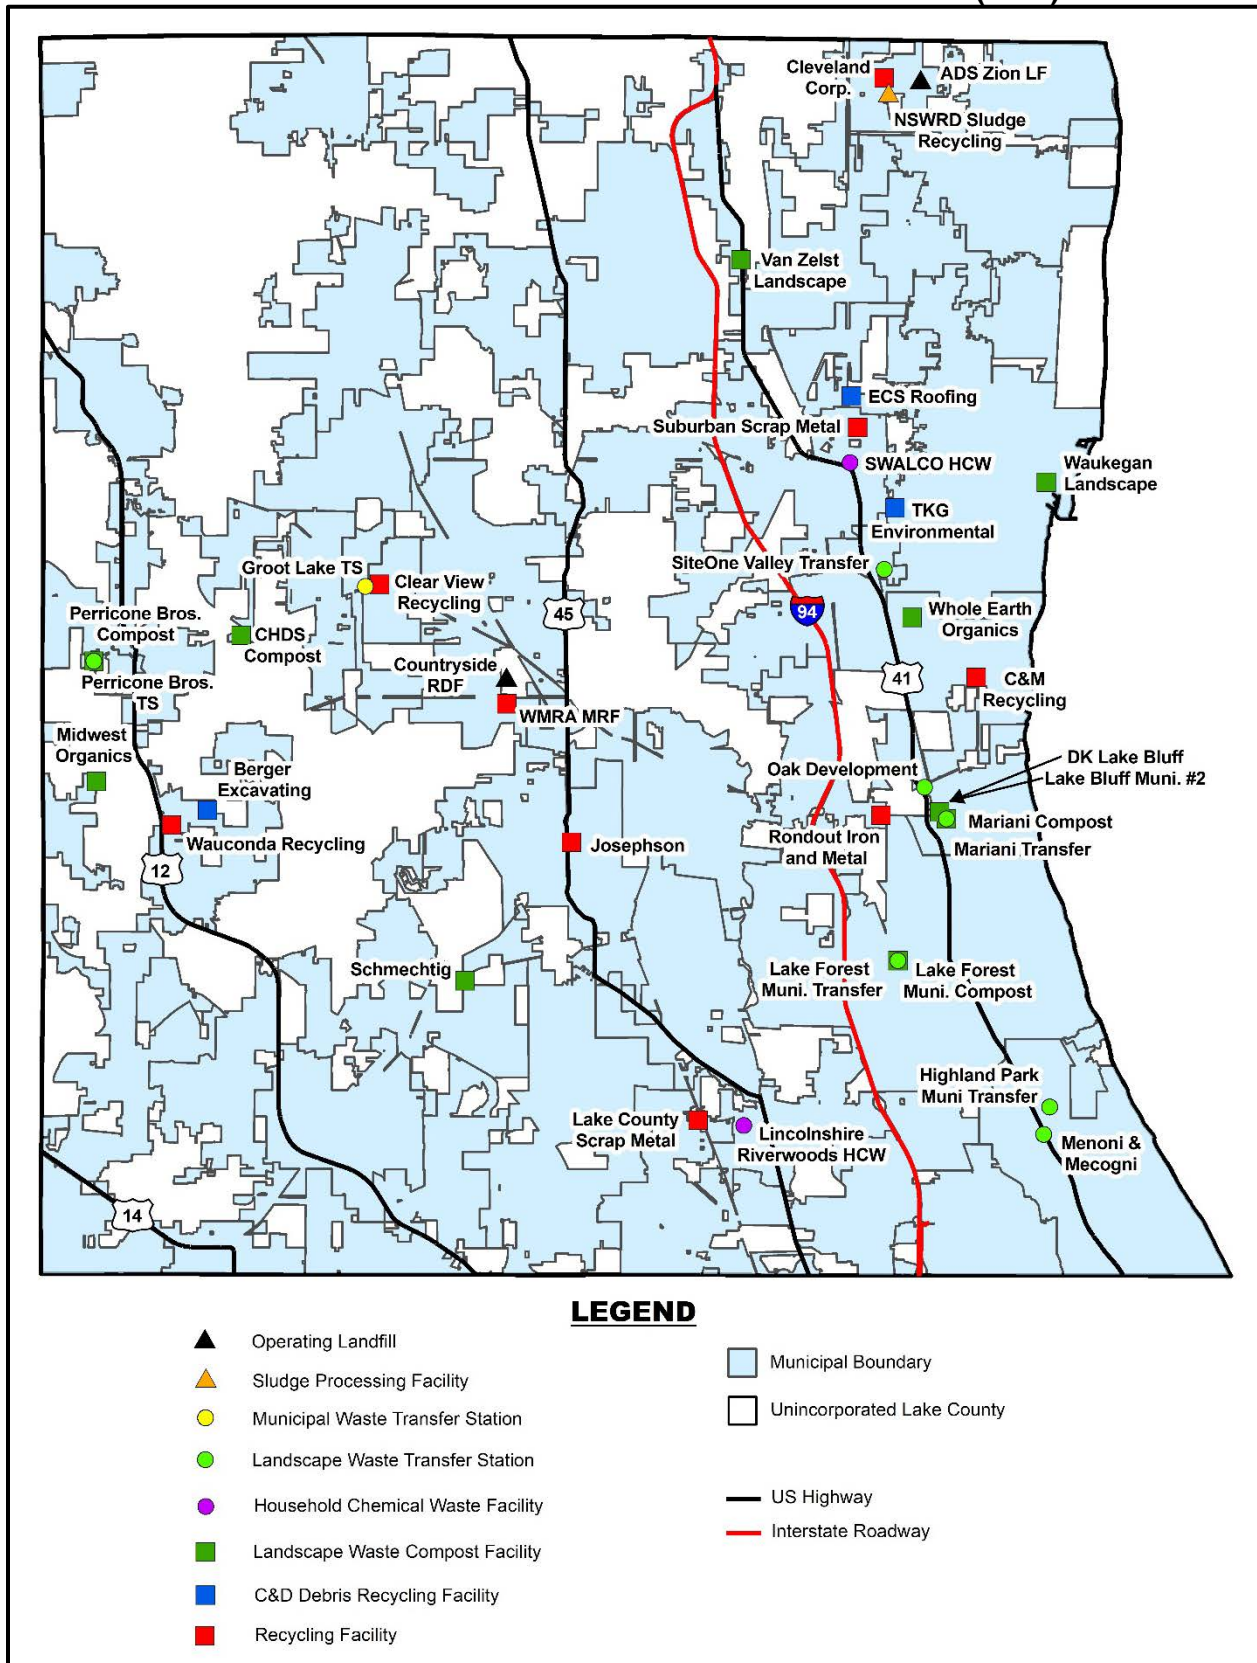 Cleveland
Corp.
ADS Zion LF
NSWRD Sludge
Recycling
Van Zelst
Landscape
ECS Roofing
Suburban Scrap Metal
SWALCO HCW
Waukegan
Landscape
TKG
Environmental
SiteOne Valley Transfer
Groot Lake TS
Clear View
Recycling
45
94
Whole Earth
Organics
Perricone Bros.
Compost
CHDS
Compost
Perricone Bros.
TS
Countryside
RDF
WMRA MRF
41
C&M
Recycling
Midwest
Organics
Berger
Excavating
Oak Development
DK Lake Bluff
Lake Bluff Muni. #2
Wauconda Recycling
Josephson
Rondout Iron
and Metal
Mariani Compost
Mariani Transfer
12
Schmechtig
Lake Forest
Muni. Transfer
Lake Forest
Muni. Compost
Highland Park
Muni Transfer
Lake County
Scrap Metal
Lincolnshire
Riverwoods HCW
Menoni &
Mecogni
14
LEGEND
Operating Landfill
Sludge Processing Facility
Municipal Waste Transfer Station
Landscape Waste Transfer Station
Household Chemical Waste Facility
Landscape Waste Compost Facility
C&D Debris Recycling Facility
Recycling Facility
Municipal Boundary
Unincorporated Lake County
US Highway
Interstate Roadway